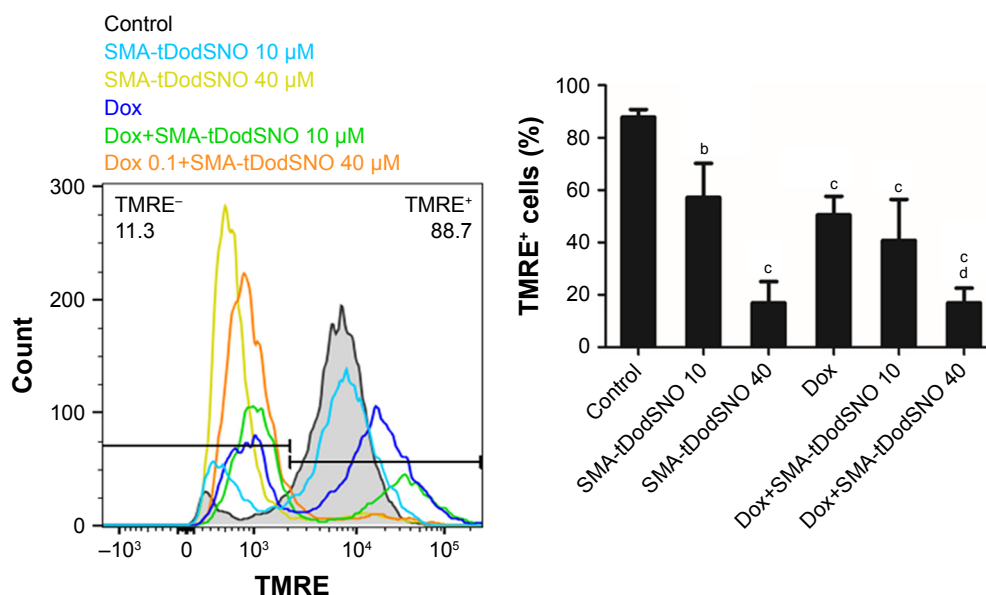 Control
SMA-tDodSNO 10 µM
SMA-tDodSNO 40 µM
Dox
Dox+SMA-tDodSNO 10 µM
Dox 0.1+SMA-tDodSNO 40 µM
TMRE⁻
11.3
TMRE⁺
88.7
300
200
100
0
Count
–10³
0
10³
10⁴
10⁵
TMRE
TMRE⁺ cells (%)
100
80
60
40
20
0
b
c
c
c
c
d
Control
SMA-tDodSNO 10
SMA-tDodSNO 40
Dox
Dox+SMA-tDodSNO 10
Dox+SMA-tDodSNO 40